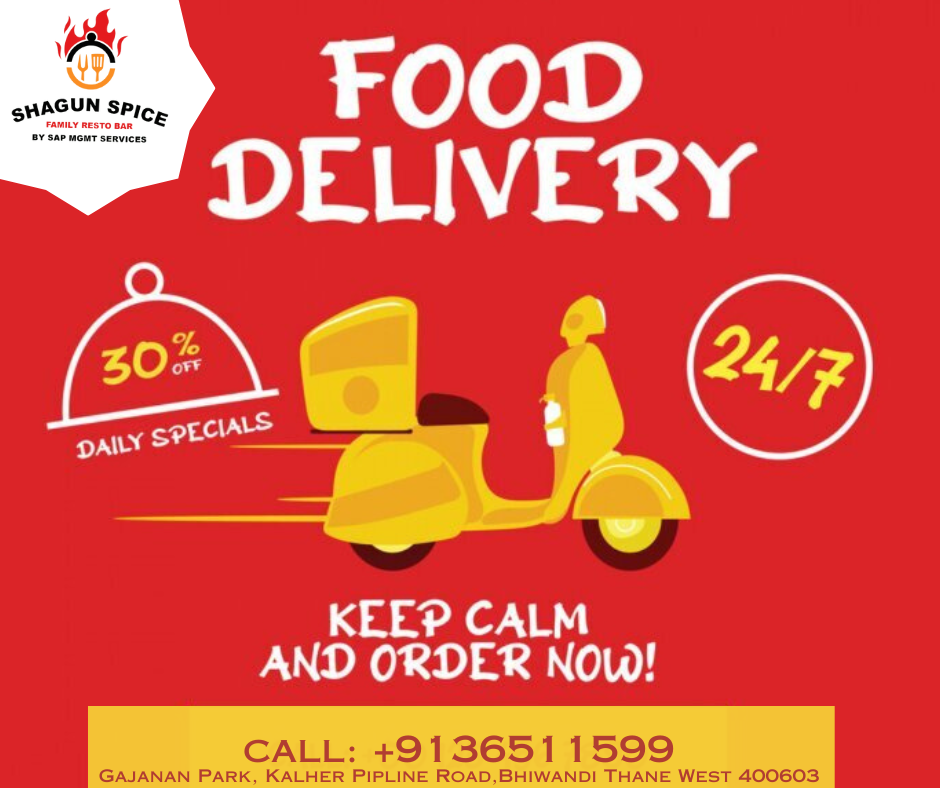 SHAGUN SPICE
FAMILY RESTO BAR
BY SAP MGMT SERVICES
FOOD
DELIVERY
30%
OFF
DAILY SPECIALS
24/7
KEEP CALM
AND ORDER NOW!
CALL: +9136511599
GAJANAN PARK, KALHER PIPLINE ROAD,BHIWANDI THANE WEST 400603